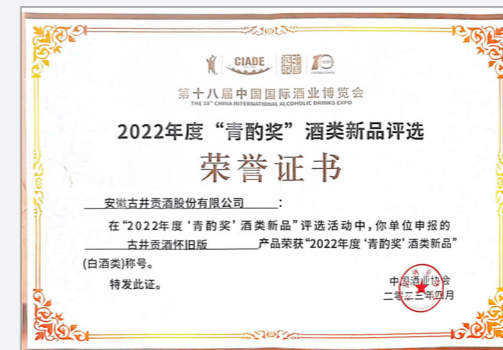 CIADE
第十八届中国国际酒业博览会
THE 18TH CHINA INTERNATIONAL ALCOHOLIC DRINKS EXPO
2022年度“青酌奖”酒类新品评选
荣誉证书
安徽古井贡酒股份有限公司:
在“2022年度‘青酌奖’酒类新品”评选活动中,你单位申报的
古井贡酒怀旧版 产品荣获“2022年度‘青酌奖’酒类新品”
(白酒类)称号。
特发此证。
中国酒业协会
二零二三年四月